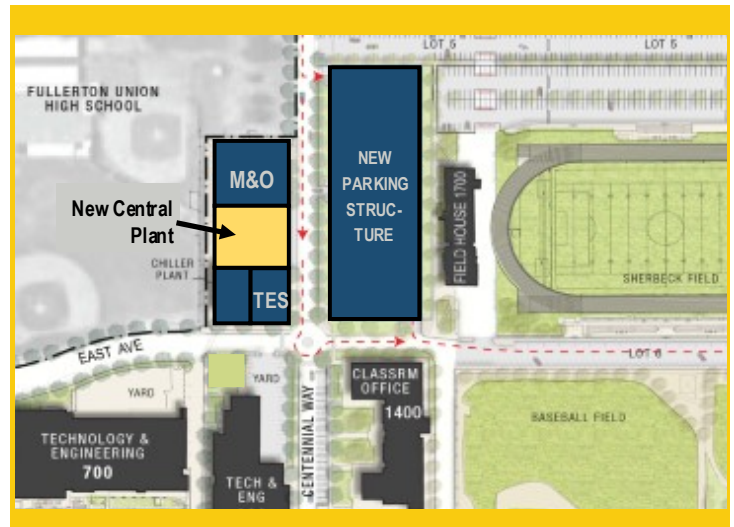 LOT 5
LOT 5
FULLERTON UNION
HIGH SCHOOL
M&O
NEW
PARKING
STRUC-
TURE
New Central
Plant
FIELD HOUSE 1700
CHILLER
PLANT
TES
SHERBECK FIELD
EAST AVE
LOT 6
YARD
YARD
CLASSRM
OFFICE
1400
CENTENNIAL WAY
BASEBALL FIELD
TECHNOLOGY &
ENGINEERING
700
TECH &
ENG